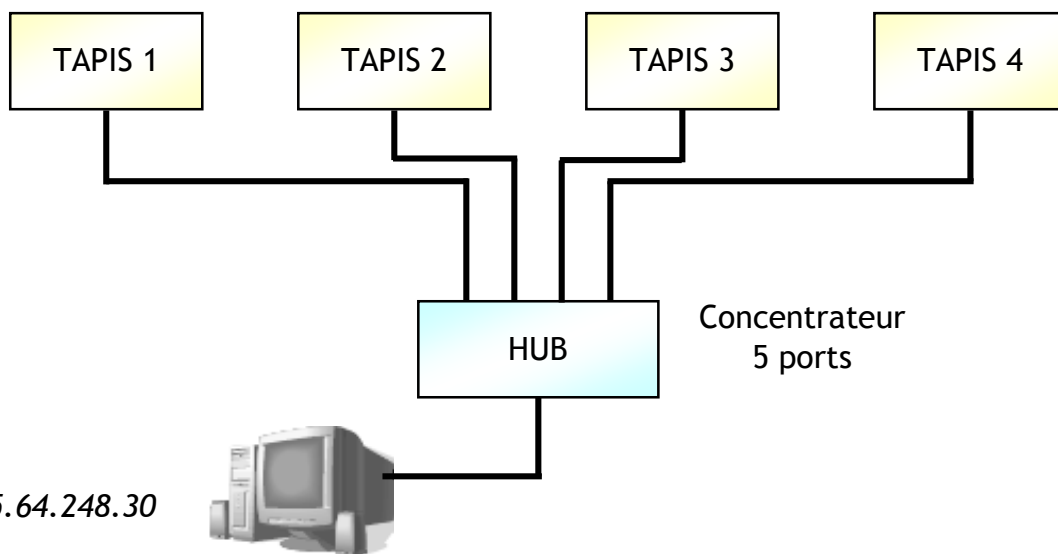 TAPIS 1
TAPIS 2
TAPIS 3
TAPIS 4
HUB
Concentrateur
5 ports
.64.248.30